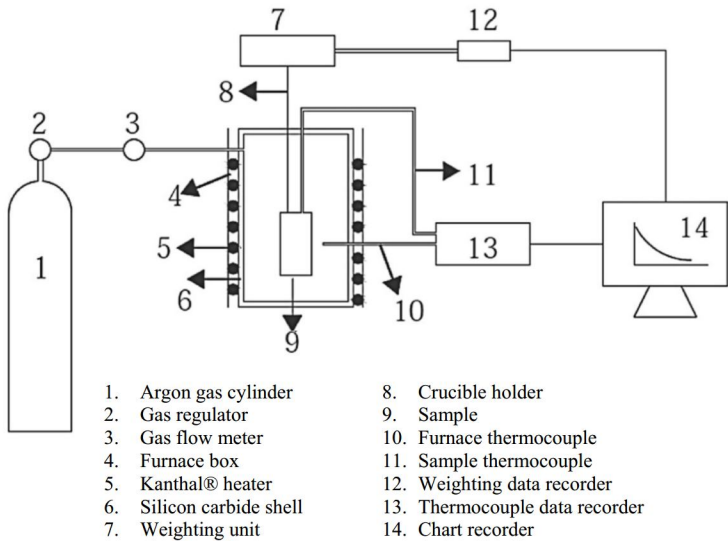 7
12
8
2
3
4
11
5
13
14
1
6
10
9
1. Argon gas cylinder
2. Gas regulator
3. Gas flow meter
4. Furnace box
5. Kanthal® heater
6. Silicon carbide shell
7. Weighting unit
8. Crucible holder
9. Sample
10. Furnace thermocouple
11. Sample thermocouple
12. Weighting data recorder
13. Thermocouple data recorder
14. Chart recorder